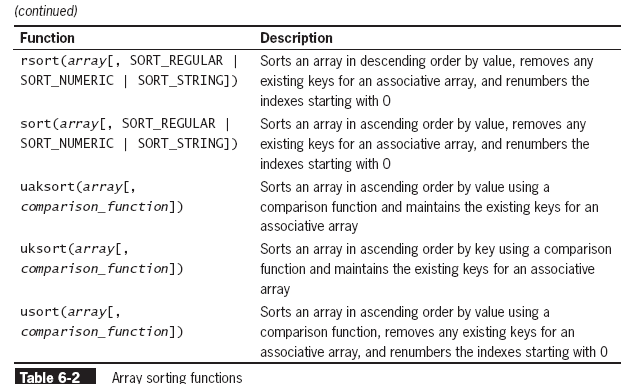 (continued)
Function Description
rsort(array[, SORT_REGULAR | Sorts an array in descending order by value, removes any
SORT_NUMERIC | SORT_STRING]) existing keys for an associative array, and renumbers the
indexes starting with 0
sort(array[, SORT_REGULAR | Sorts an array in ascending order by value, removes any
SORT_NUMERIC | SORT_STRING]) existing keys for an associative array, and renumbers the
indexes starting with 0
uaksort(array[, Sorts an array in ascending order by value using a
comparison_function]) comparison function and maintains the existing keys for an
associative array
uksort(array[, Sorts an array in ascending order by key using a comparison
comparison_function]) function and maintains the existing keys for an associative
array
usort(array[, Sorts an array in ascending order by value using a
comparison_function]) comparison function, removes any existing keys for an
associative array, and renumbers the indexes starting with 0
Table 6-2 Array sorting functions